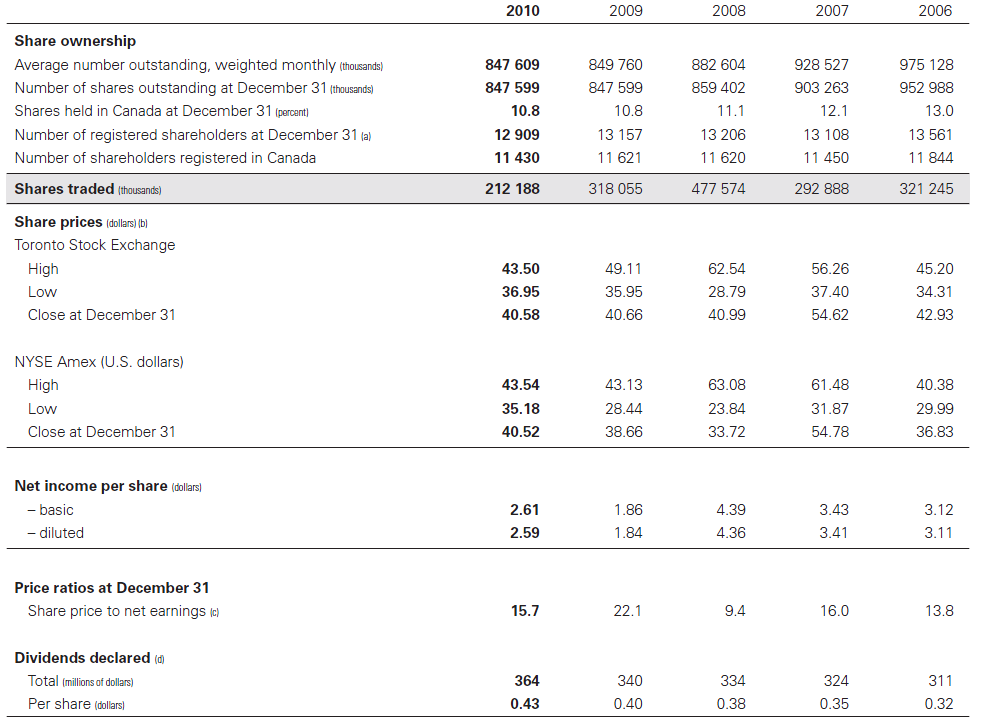 2010 2009 2008 2007 2006
Share ownership
Average number outstanding, weighted monthly (thousands) 847 609 849 760 882 604 928 527 975 128
Number of shares outstanding at December 31 (thousands) 847 599 847 599 859 402 903 263 952 988
Shares held in Canada at December 31 (percent) 10.8 10.8 11.1 12.1 13.0
Number of registered shareholders at December 31 (a) 12 909 13 157 13 206 13 108 13 561
Number of shareholders registered in Canada 11 430 11 621 11 620 11 450 11 844
Shares traded (thousands) 212 188 318 055 477 574 292 888 321 245
Share prices (dollars) (b)
Toronto Stock Exchange
High 43.50 49.11 62.54 56.26 45.20
Low 36.95 35.95 28.79 37.40 34.31
Close at December 31 40.58 40.66 40.99 54.62 42.93
NYSE Amex (U.S. dollars)
High 43.54 43.13 63.08 61.48 40.38
Low 35.18 28.44 23.84 31.87 29.99
Close at December 31 40.52 38.66 33.72 54.78 36.83
Net income per share (dollars)
– basic 2.61 1.86 4.39 3.43 3.12
– diluted 2.59 1.84 4.36 3.41 3.11
Price ratios at December 31
Share price to net earnings (c) 15.7 22.1 9.4 16.0 13.8
Dividends declared (d)
Total (millions of dollars) 364 340 334 324 311
Per share (dollars) 0.43 0.40 0.38 0.35 0.32